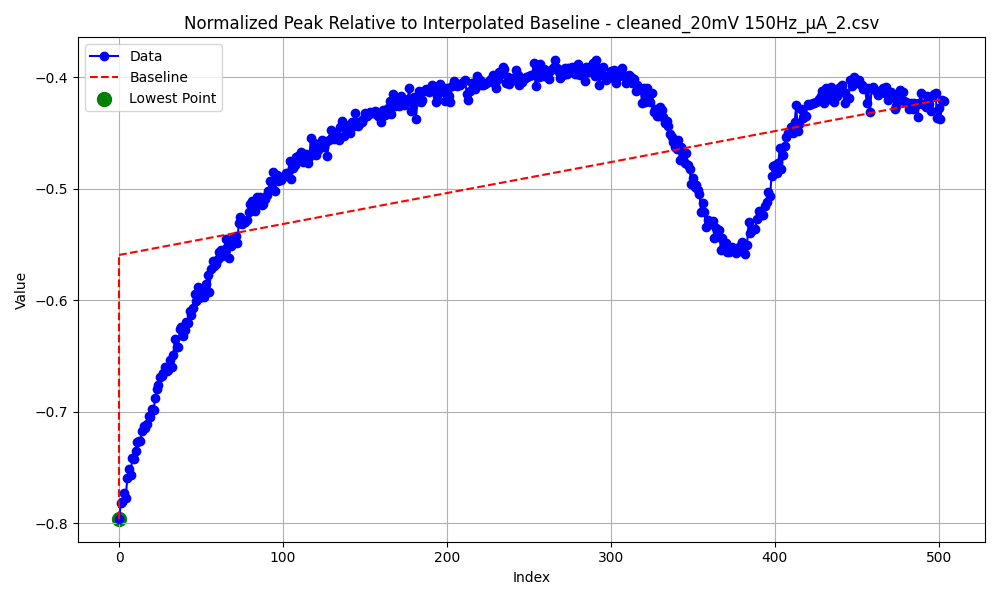 Normalized Peak Relative to Interpolated Baseline - cleaned_20mV 150Hz_μA_2.csv
Data
Baseline
Lowest Point
Value
−0.4
−0.5
−0.6
−0.7
−0.8
0 100 200 300 400 500
Index